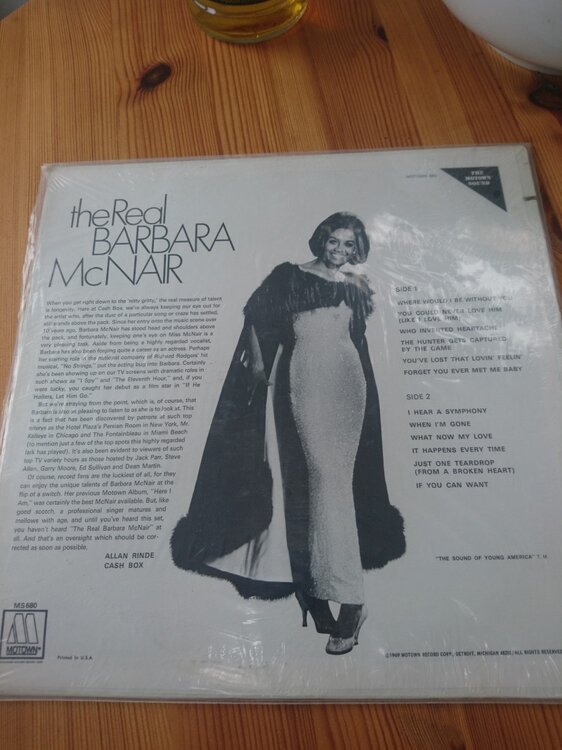 the Real
BARBARA
McNAIR
When you get right down to the 'nitty gritty,' the real measure of talent
is longevity. Here at Cash Box, we're always keeping our eye out for
the artist who, after the dust of a particular song or craze has settled,
still stands above the pack. Since her entry onto the music scene over
10 years ago, Barbara McNair has stood head and shoulders above
the pack, and fortunately, keeping one's eye on Miss McNair is a
very pleasing task. Aside from being a highly regarded vocalist,
Barbara has also been forging quite a career as an actress. Perhaps
her starring role in the national company of Richard Rodgers' hit
musical, "No Strings," put the acting bug into Barbara. Certainly
she's been showing up on our TV screens with dramatic roles in
such shows as "I Spy" and "The Eleventh Hour," and, if you
were lucky, you caught her debut as a film star in "If He
Hollers, Let Him Go."
But we're straying from the point, which is, of course, that
Barbara is also as pleasing to listen to as she is to look at. This
is a fact that has been discovered by patrons at such top
niterys as the Hotel Plaza's Persian Room in New York, Mr.
Kelleys in Chicago and The Fontainbleau in Miami Beach
(to mention just a few of the top spots this highly regarded
lark has played). It's also been evident to viewers of such
top TV variety hours as those hosted by Jack Parr, Steve
Allen, Garry Moore, Ed Sullivan and Dean Martin.
Of course, record fans are the luckiest of all, for they
can enjoy the unique talents of Barbara McNair at the
flip of a switch. Her previous Motown Album, "Here I
Am," was certainly the best McNair available. But, like
good scotch, a professional singer matures and
mellows with age, and until you've heard this set,
you haven't heard "The Real Barbara McNair" at
all. And that's an oversight which should be cor-
rected as soon as possible.
ALLAN RINDE
CASH BOX
MS680
M
MOTOWN
Printed in U.S.A.
MOTOWN 680
THE
MOTOWN
SOUND
SIDE 1
WHERE WOULD I BE WITHOUT YOU
YOU COULD NEVER LOVE HIM
(LIKE I LOVE HIM)
WHO INVENTED HEARTACHE
THE HUNTER GETS CAPTURED
BY THE GAME
YOU'VE LOST THAT LOVIN' FEELIN'
FORGET YOU EVER MET ME BABY
SIDE 2
I HEAR A SYMPHONY
WHEN I'M GONE
WHAT NOW MY LOVE
IT HAPPENS EVERY TIME
JUST ONE TEARDROP
(FROM A BROKEN HEART)
IF YOU CAN WANT
"THE SOUND OF YOUNG AMERICA" T. M.
©1969 MOTOWN RECORD CORP., DETROIT, MICHIGAN 48201/ALL RIGHTS RESERVED